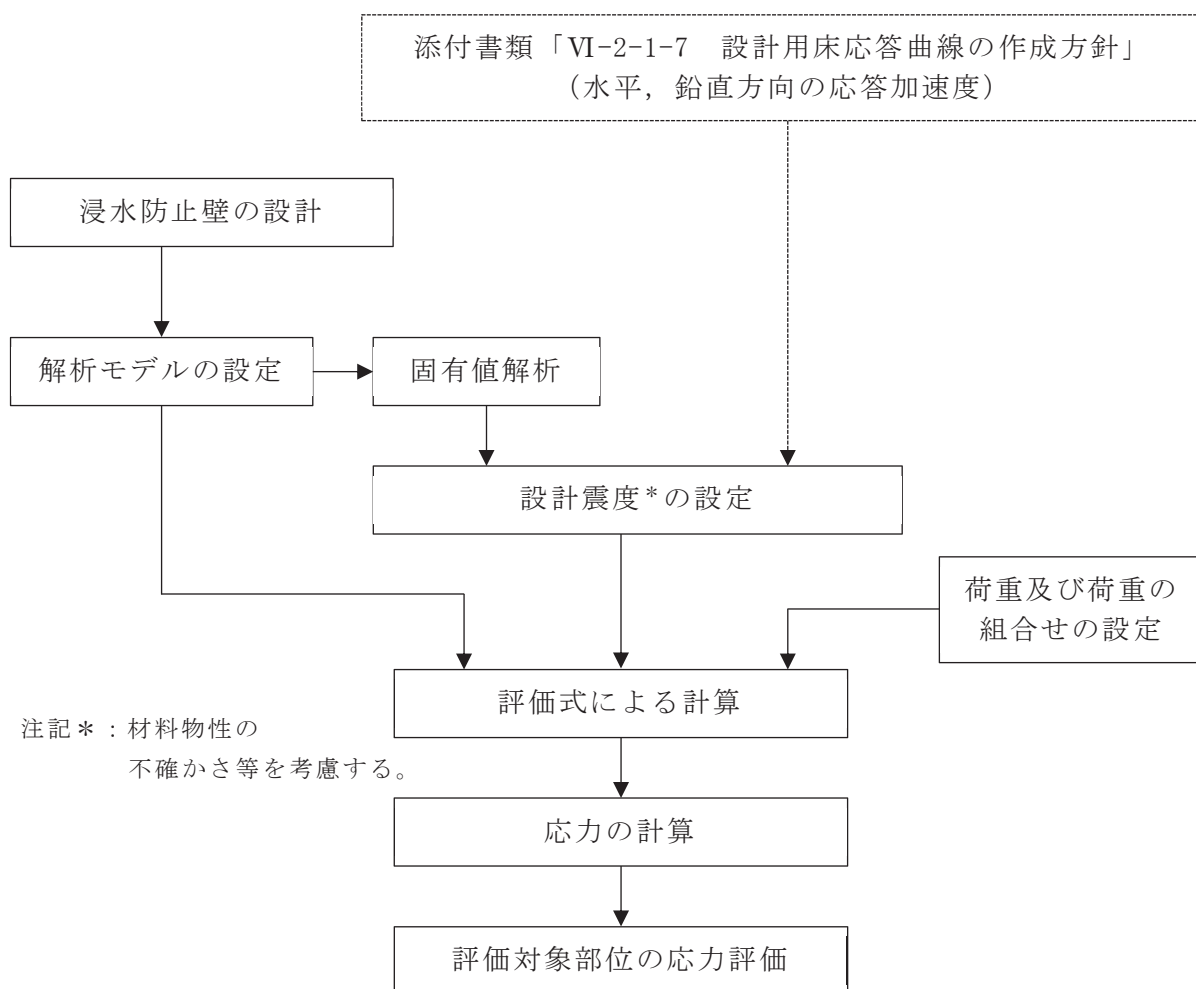 添付書類「Ⅵ-2-1-7　設計用床応答曲線の作成方針」
（水平，鉛直方向の応答加速度）
浸水防止壁の設計
解析モデルの設定
固有値解析
設計震度*の設定
荷重及び荷重の
組合せの設定
評価式による計算
注記＊：材料物性の
不確かさ等を考慮する。
応力の計算
評価対象部位の応力評価